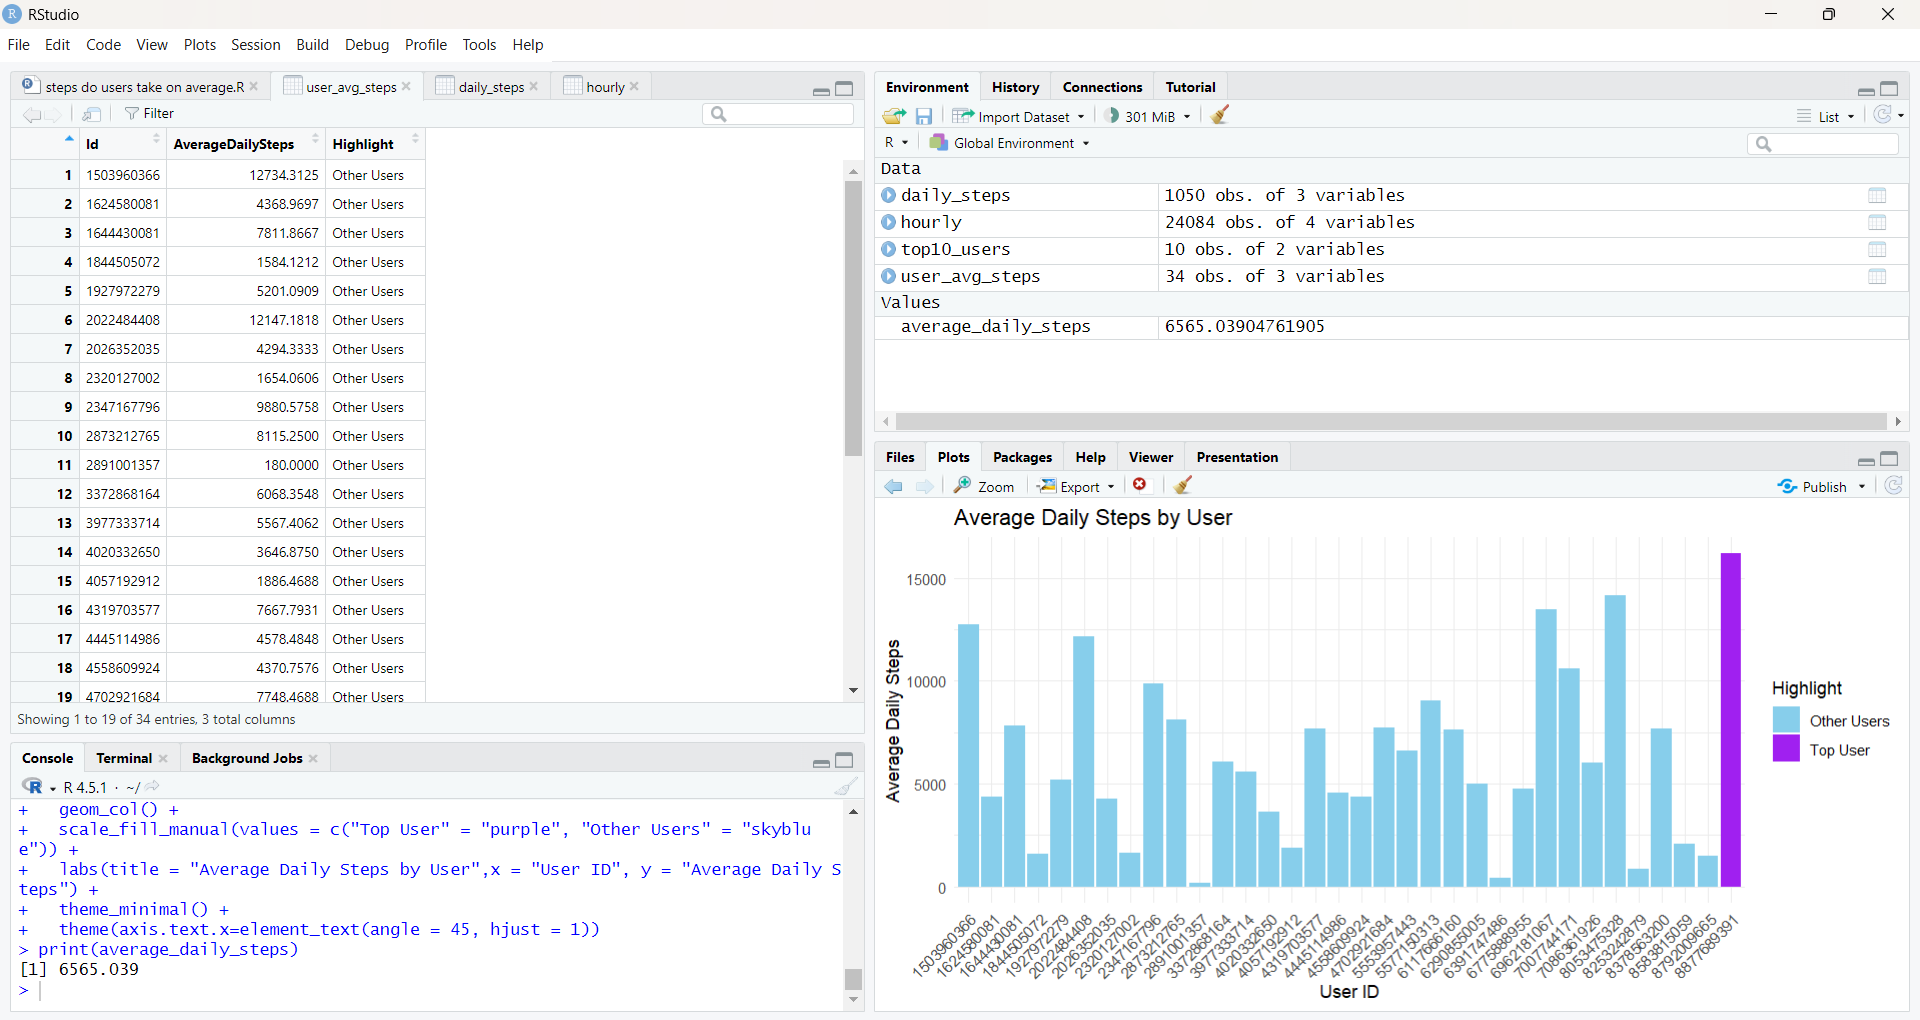 RStudio
File Edit Code View Plots Session Build Debug Profile Tools Help
steps do users take on average.R user_avg_steps daily_steps hourly
Filter
Id AverageDailySteps Highlight
1 1503960366 12734.3125 Other Users
2 1624580081 4368.9697 Other Users
3 1644430081 7811.8667 Other Users
4 1844505072 1584.1212 Other Users
5 1927972279 5201.0909 Other Users
6 2022484408 12147.1818 Other Users
7 2026352035 4294.3333 Other Users
8 2320127002 1654.0606 Other Users
9 2347167796 9880.5758 Other Users
10 2873212765 8115.2500 Other Users
11 2891001357 180.0000 Other Users
12 3372868164 6068.3548 Other Users
13 3977333714 5567.4062 Other Users
14 4020332650 3646.8750 Other Users
15 4057192912 1886.4688 Other Users
16 4319703577 7667.7931 Other Users
17 4445114986 4578.4848 Other Users
18 4558609924 4370.7576 Other Users
19 4702921684 7748.4688 Other Users
Showing 1 to 19 of 34 entries, 3 total columns
Console Terminal Background Jobs
R 4.5.1 · ~/
+   geom_col() +
+   scale_fill_manual(values = c("Top User" = "purple", "Other Users" = "skyblu
e")) +
+   labs(title = "Average Daily Steps by User",x = "User ID", y = "Average Daily S
teps") +
+   theme_minimal() +
+   theme(axis.text.x=element_text(angle = 45, hjust = 1))
> print(average_daily_steps)
[1] 6565.039
>
Environment History Connections Tutorial
Import Dataset 301 MiB List
R Global Environment
Data
daily_steps 1050 obs. of 3 variables
hourly 24084 obs. of 4 variables
top10_users 10 obs. of 2 variables
user_avg_steps 34 obs. of 3 variables
Values
average_daily_steps 6565.03904761905
Files Plots Packages Help Viewer Presentation
Zoom Export Publish
Average Daily Steps by User
Average Daily Steps
15000
10000
5000
0
1503960366
1624580081
1644430081
1844505072
1927972279
2022484408
2026352035
2320127002
2347167796
2873212765
2891001357
3372868164
3977333714
4020332650
4057192912
4319703577
4445114986
4558609924
4702921684
5553957443
5577150313
6117666160
6290855005
6391747486
6775888955
6962181067
7007744171
7086361926
8053475328
8253242879
8378563200
8583815059
8792009665
8877689391
User ID
Highlight
Other Users
Top User